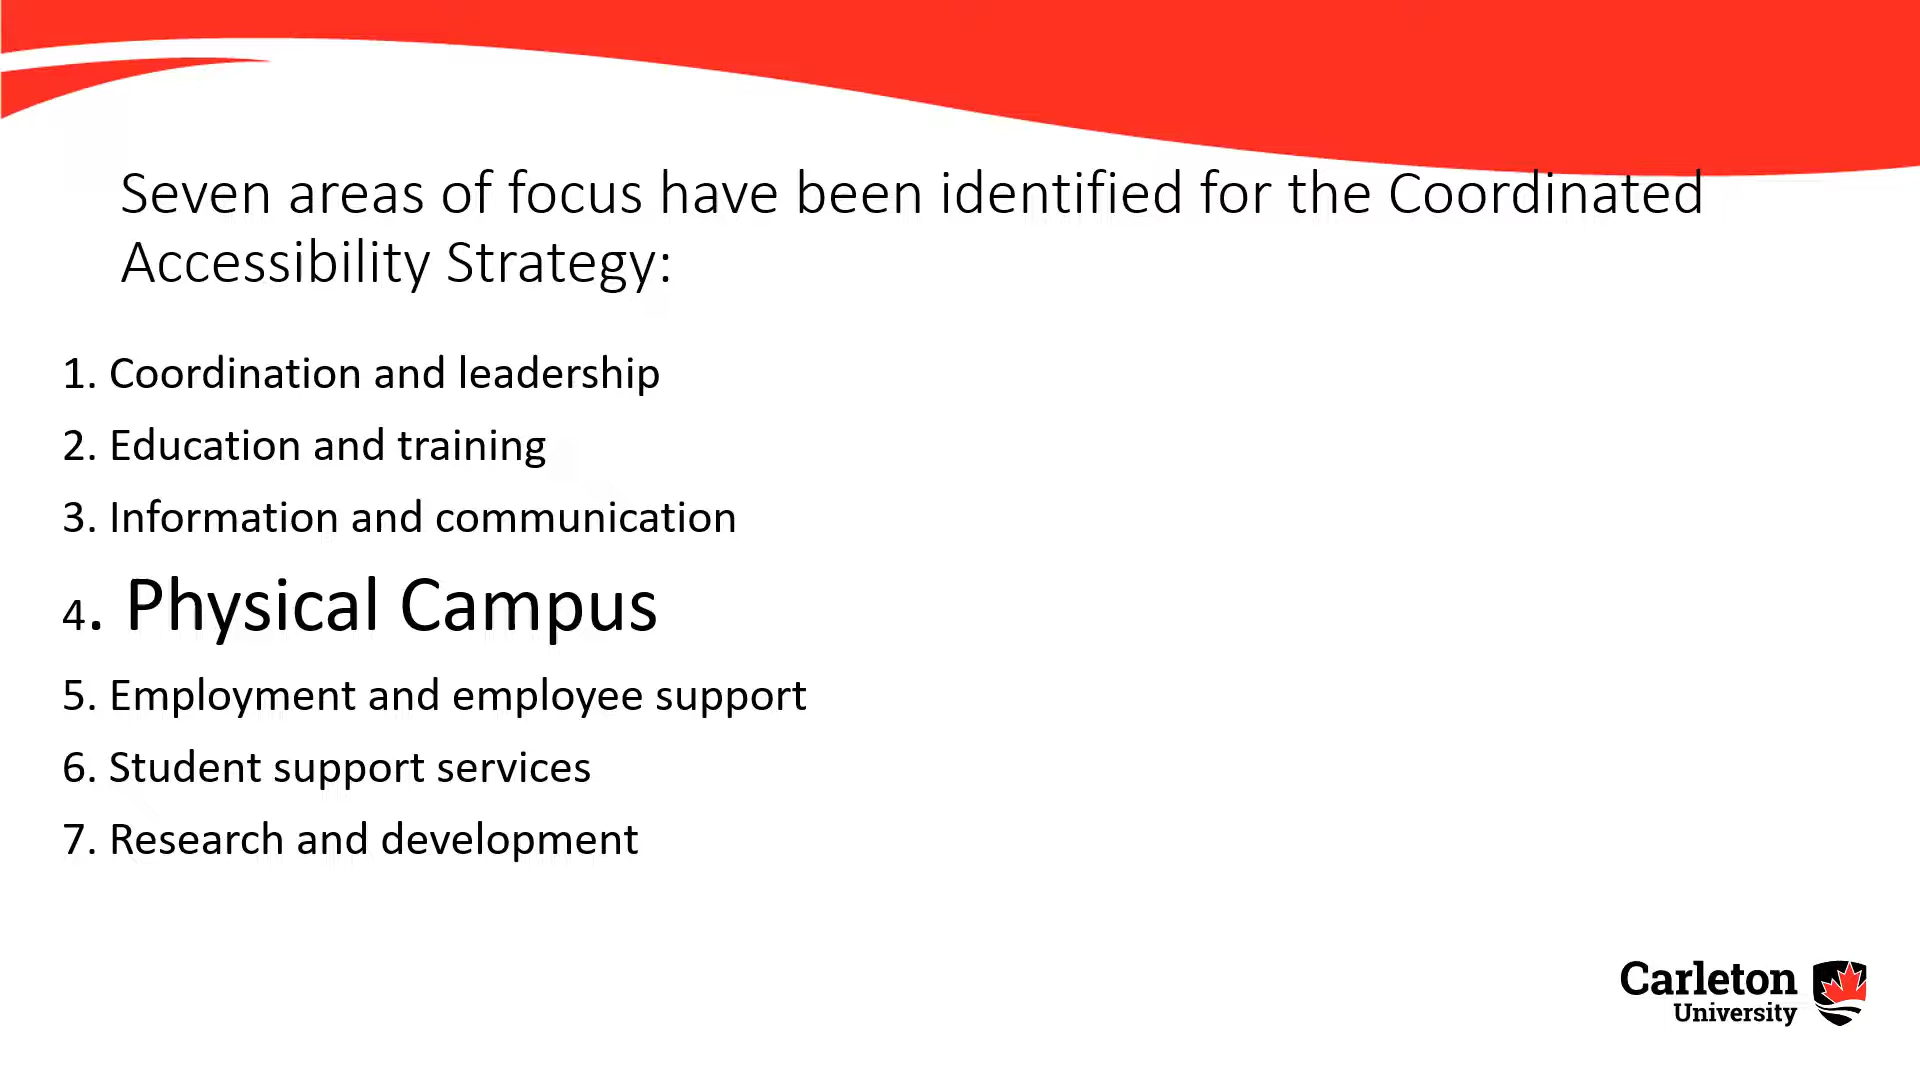 Seven areas of focus have been identified for the Coordinated
Accessibility Strategy:
1. Coordination and leadership
2. Education and training
3. Information and communication
4. Physical Campus
5. Employment and employee support
6. Student support services
7. Research and development
Carleton
University